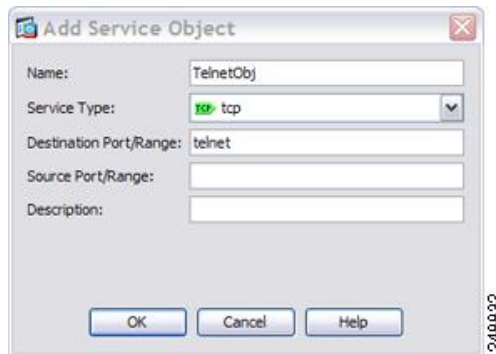 Add Service Object
Name: TelnetObj
Service Type: TCP tcp
Destination Port/Range: telnet
Source Port/Range:
Description:
OK Cancel Help
248833